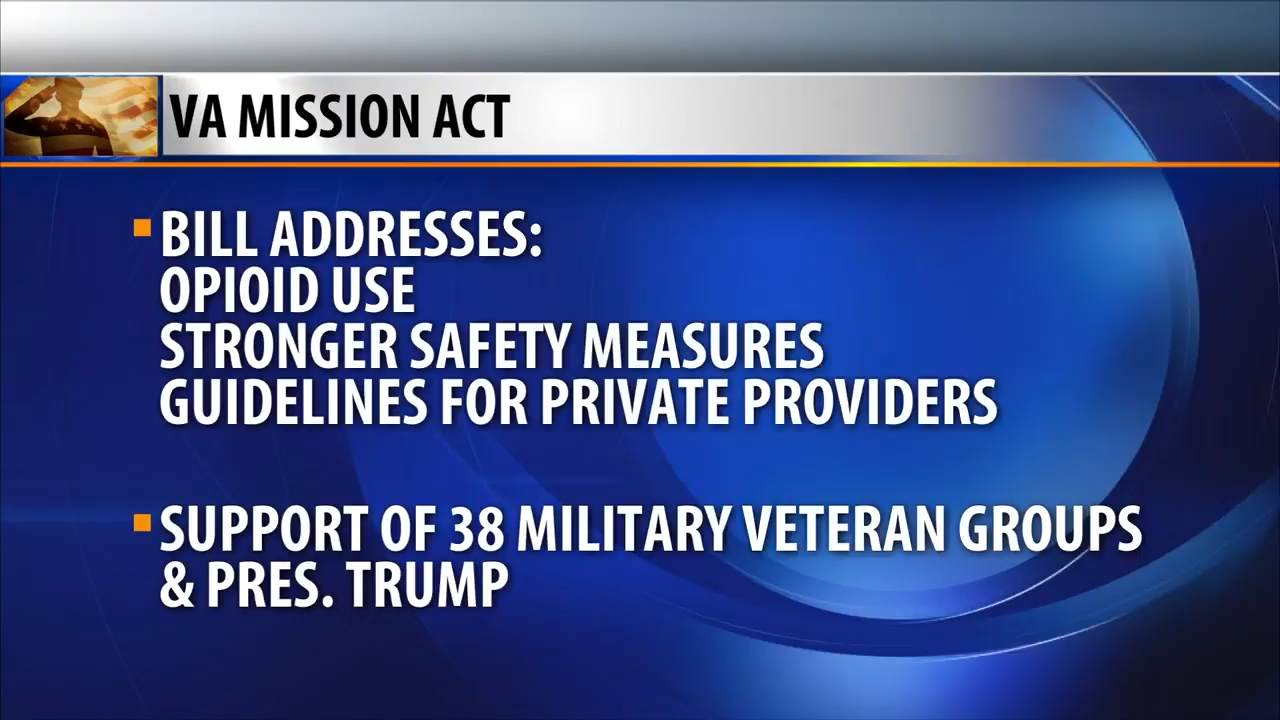 VA MISSION ACT
BILL ADDRESSES:
OPIOID USE
STRONGER SAFETY MEASURES
GUIDELINES FOR PRIVATE PROVIDERS
SUPPORT OF 38 MILITARY VETERAN GROUPS
& PRES. TRUMP